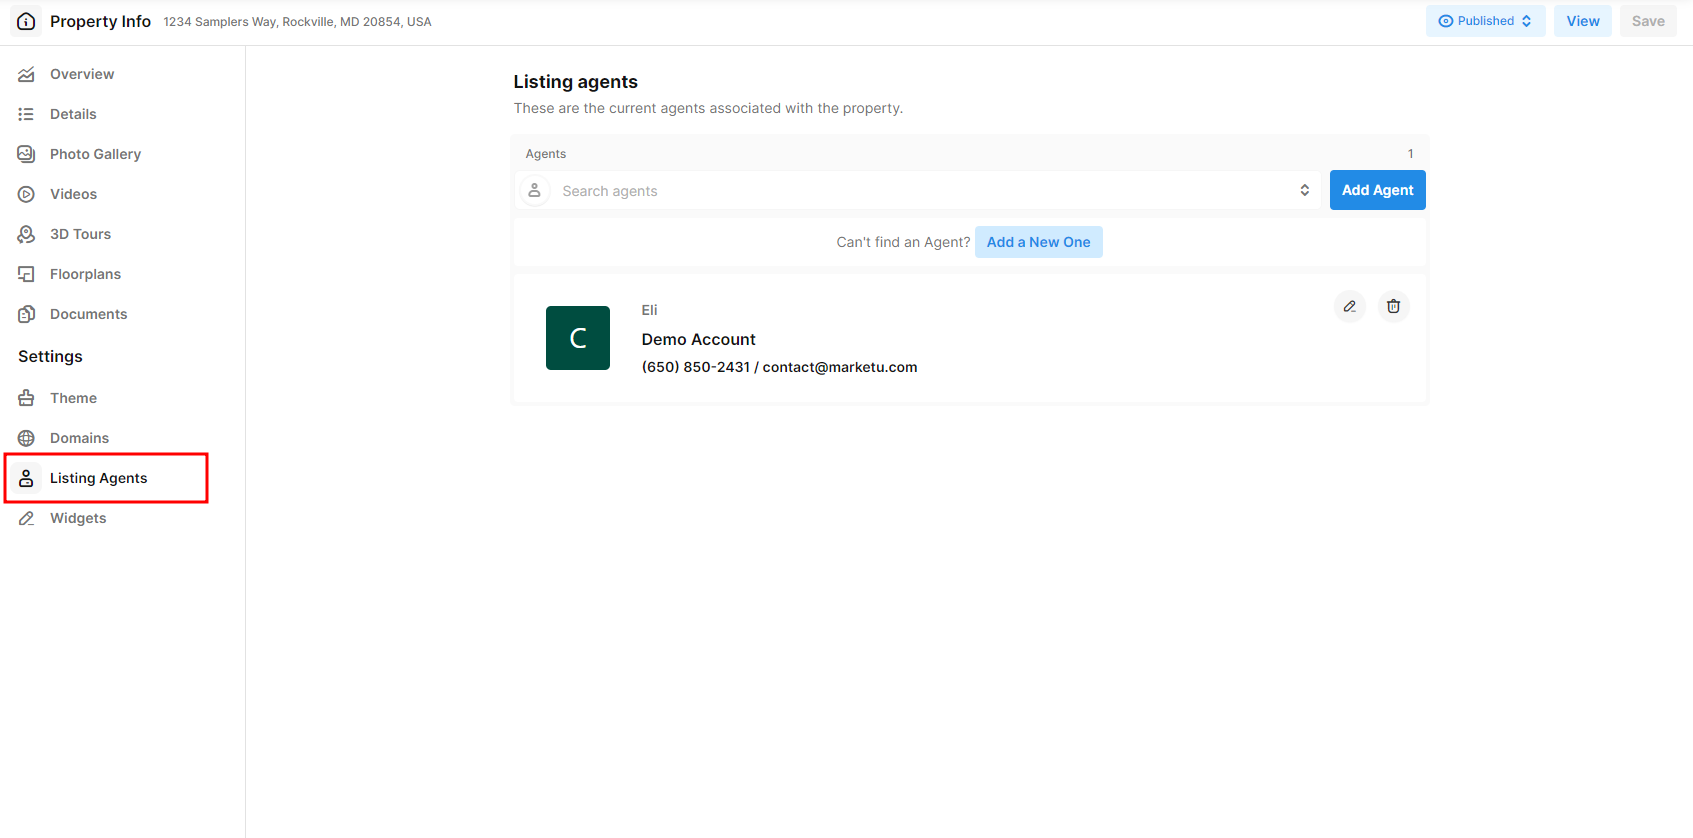 Property Info 1234 Samplers Way, Rockville, MD 20854, USA
Published View Save
Overview
Details
Photo Gallery
Videos
3D Tours
Floorplans
Documents
Settings
Theme
Domains
Listing Agents
Widgets
Listing agents
These are the current agents associated with the property.
Agents 1
Search agents Add Agent
Can't find an Agent? Add a New One
C
Eli
Demo Account
(650) 850-2431 / contact@marketu.com